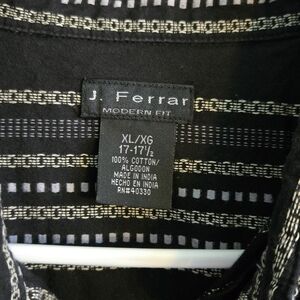 J. Ferrar
MODERN FIT
XL/XG
17-17½
100% COTTON/
ALGODON
MADE IN INDIA
HECHO EN INDIA
RN#40330